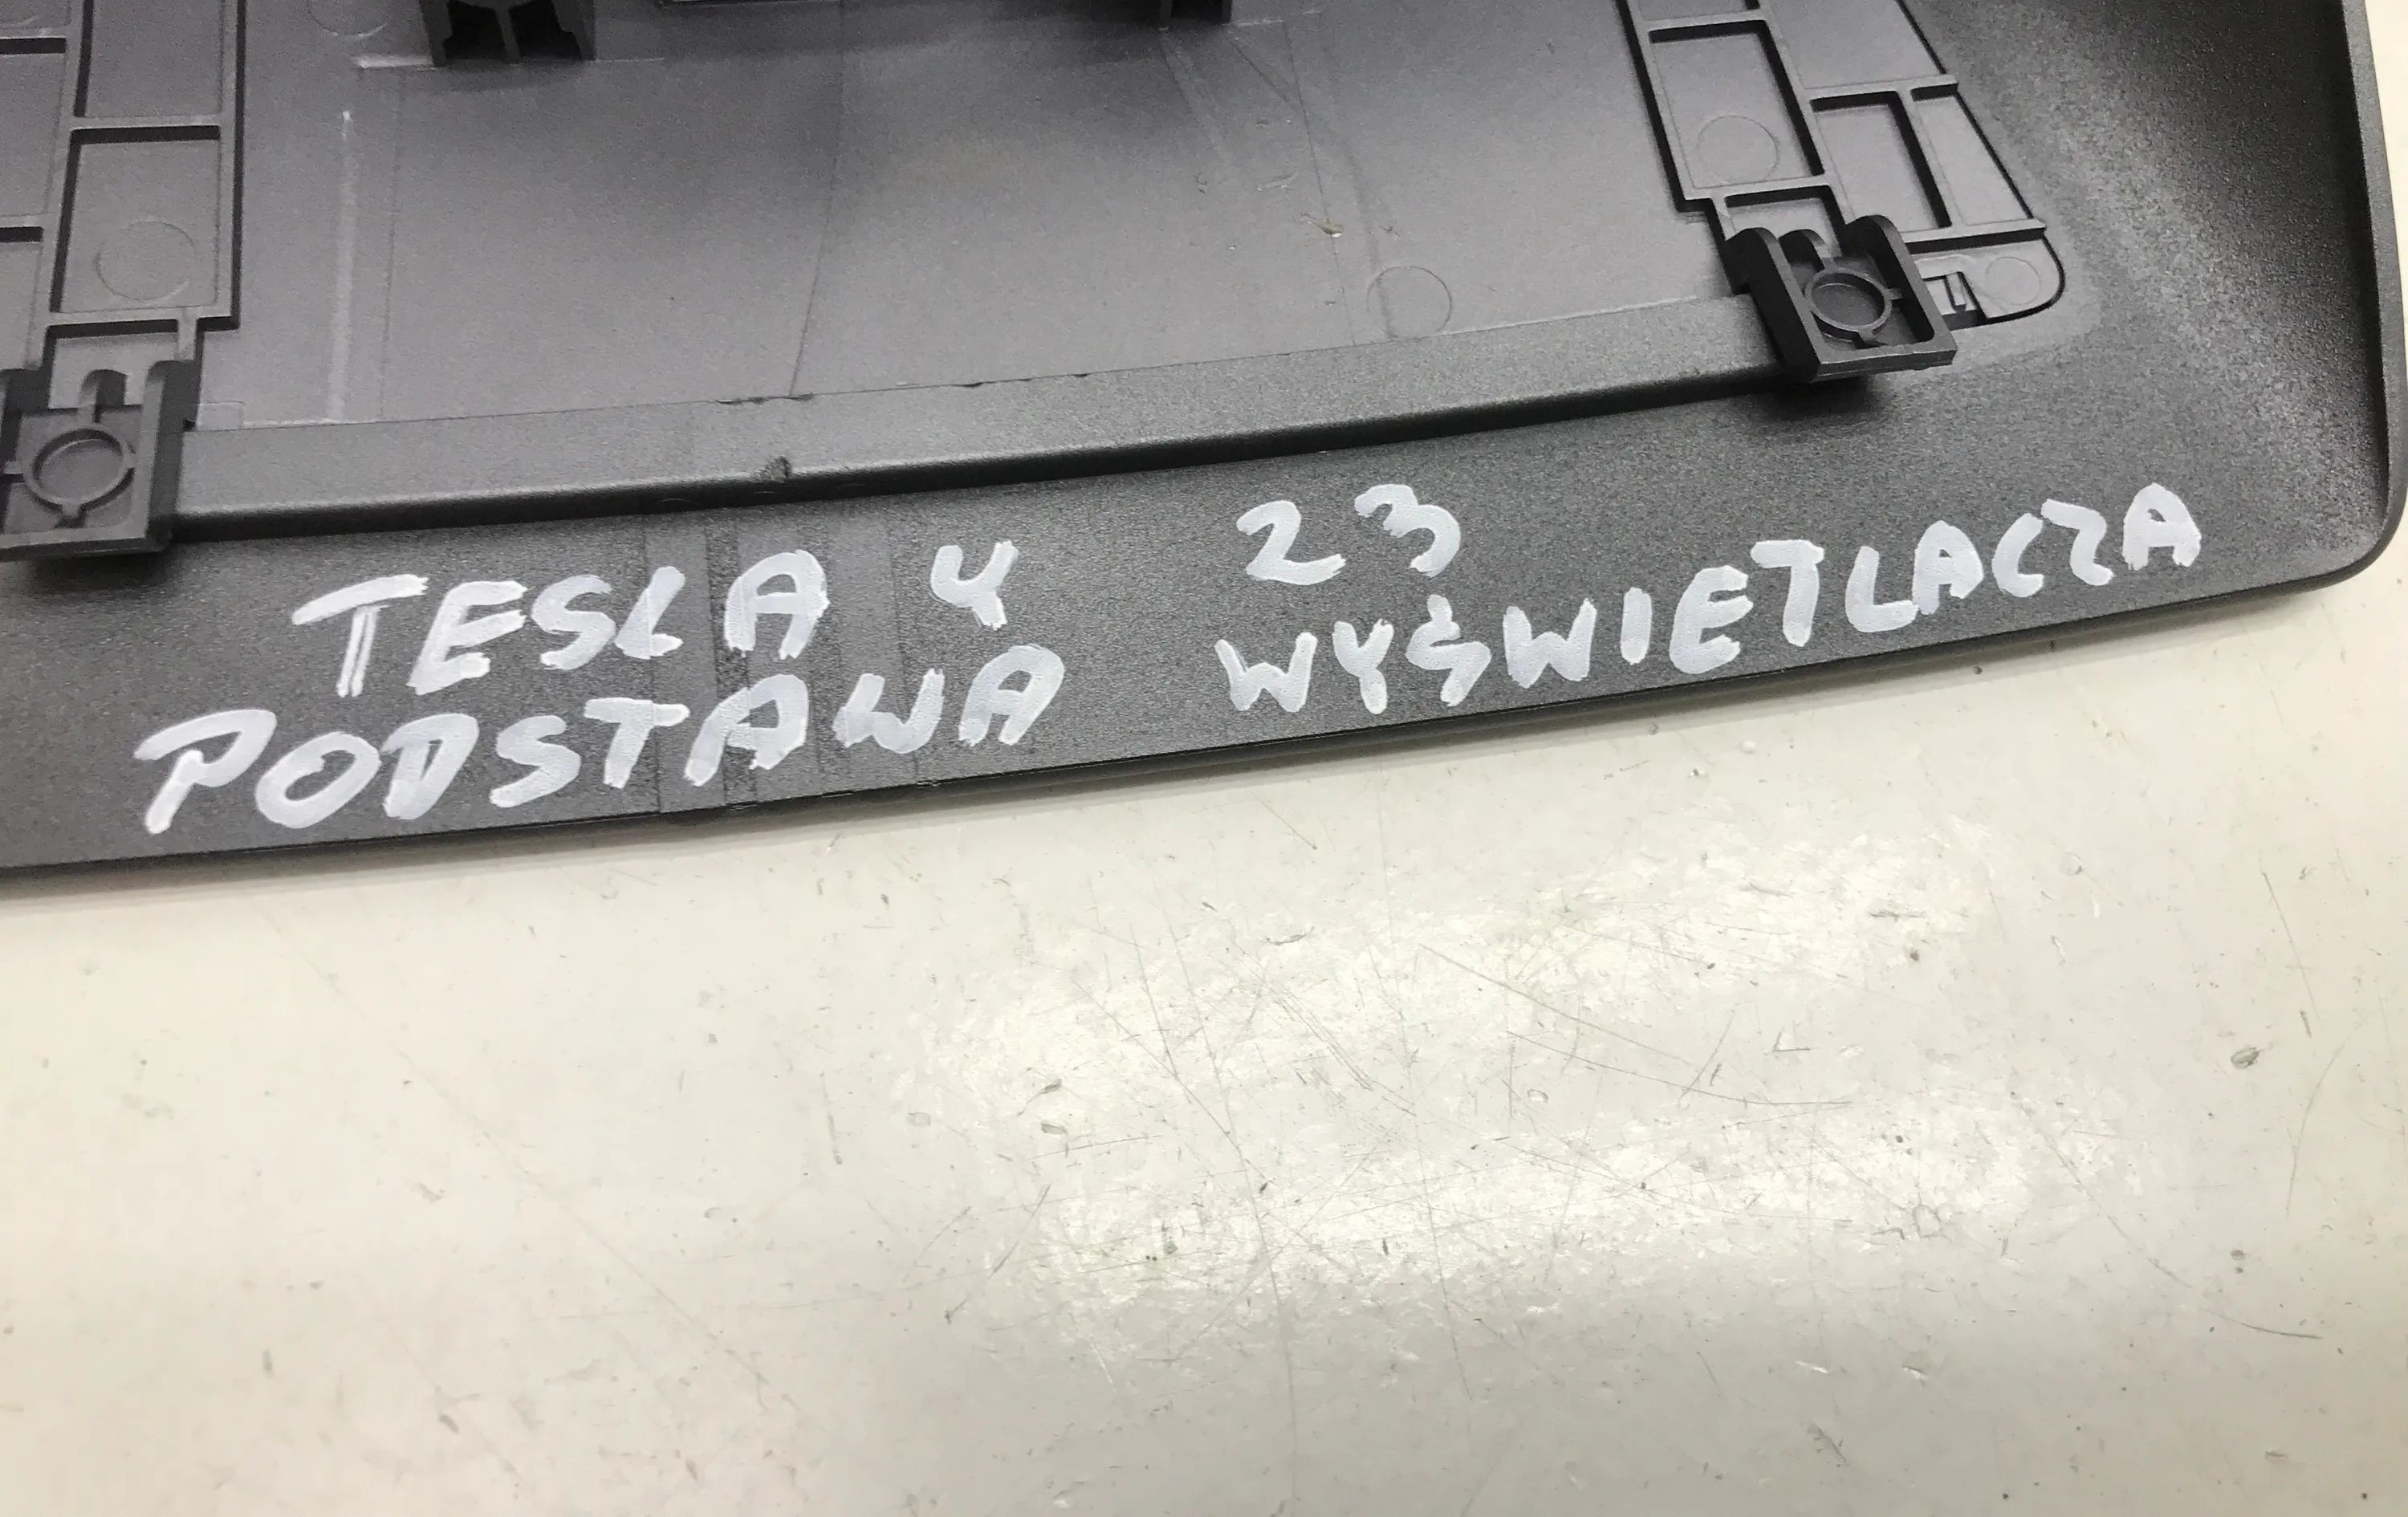 TESLA Y 23
PODSTAWA WYŚWIETLACZA